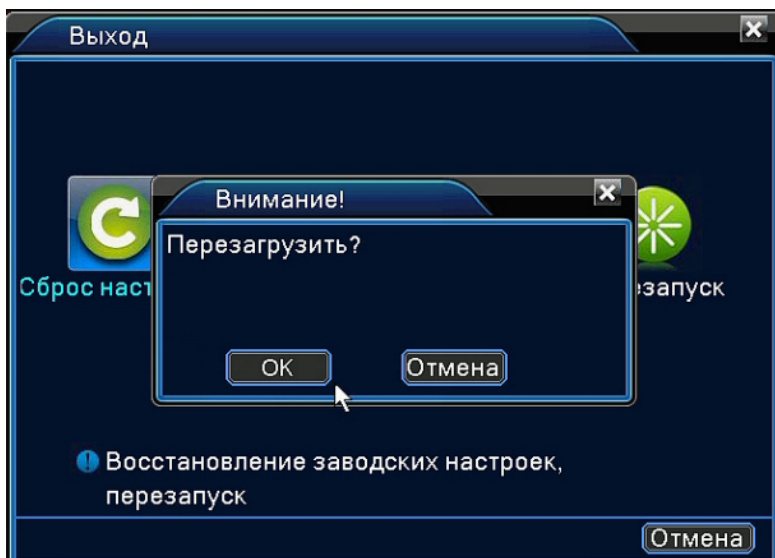 Выход
Внимание!
Перезагрузить?
Сброс наст
езапуск
OK
Отмена
Восстановление заводских настроек,
перезапуск
Отмена